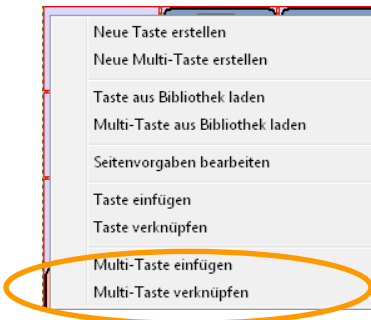 Neue Taste erstellen
Neue Multi-Taste erstellen
Taste aus Bibliothek laden
Multi-Taste aus Bibliothek laden
Seitenvorgaben bearbeiten
Taste einfügen
Taste verknüpfen
Multi-Taste einfügen
Multi-Taste verknüpfen